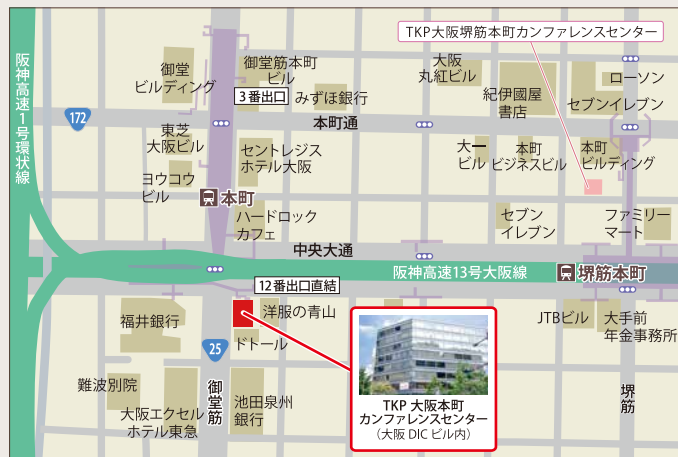 TKP大阪堺筋本町カンファレンスセンター
阪神高速1号環状線
御堂
ビルディング
御堂筋本町
ビル
3番出口
みずほ銀行
大阪
丸紅ビル
紀伊國屋
書店
ローソン
セブンイレブン
172
本町通
東芝
大阪ビル
セントレジス
ホテル大阪
大一
ビル
本町
ビジネスビル
本町
ビルディング
ヨウコウ
ビル
本町
ハードロック
カフェ
セブン
イレブン
ファミリー
マート
中央大通
阪神高速13号大阪線
堺筋本町
12番出口直結
福井銀行
洋服の青山
ドトール
JTBビル
大手前
年金事務所
25
難波別院
大阪エクセル
ホテル東急
御堂筋
池田泉州
銀行
堺筋
TKP 大阪本町
カンファレンスセンター
(大阪 DIC ビル内)